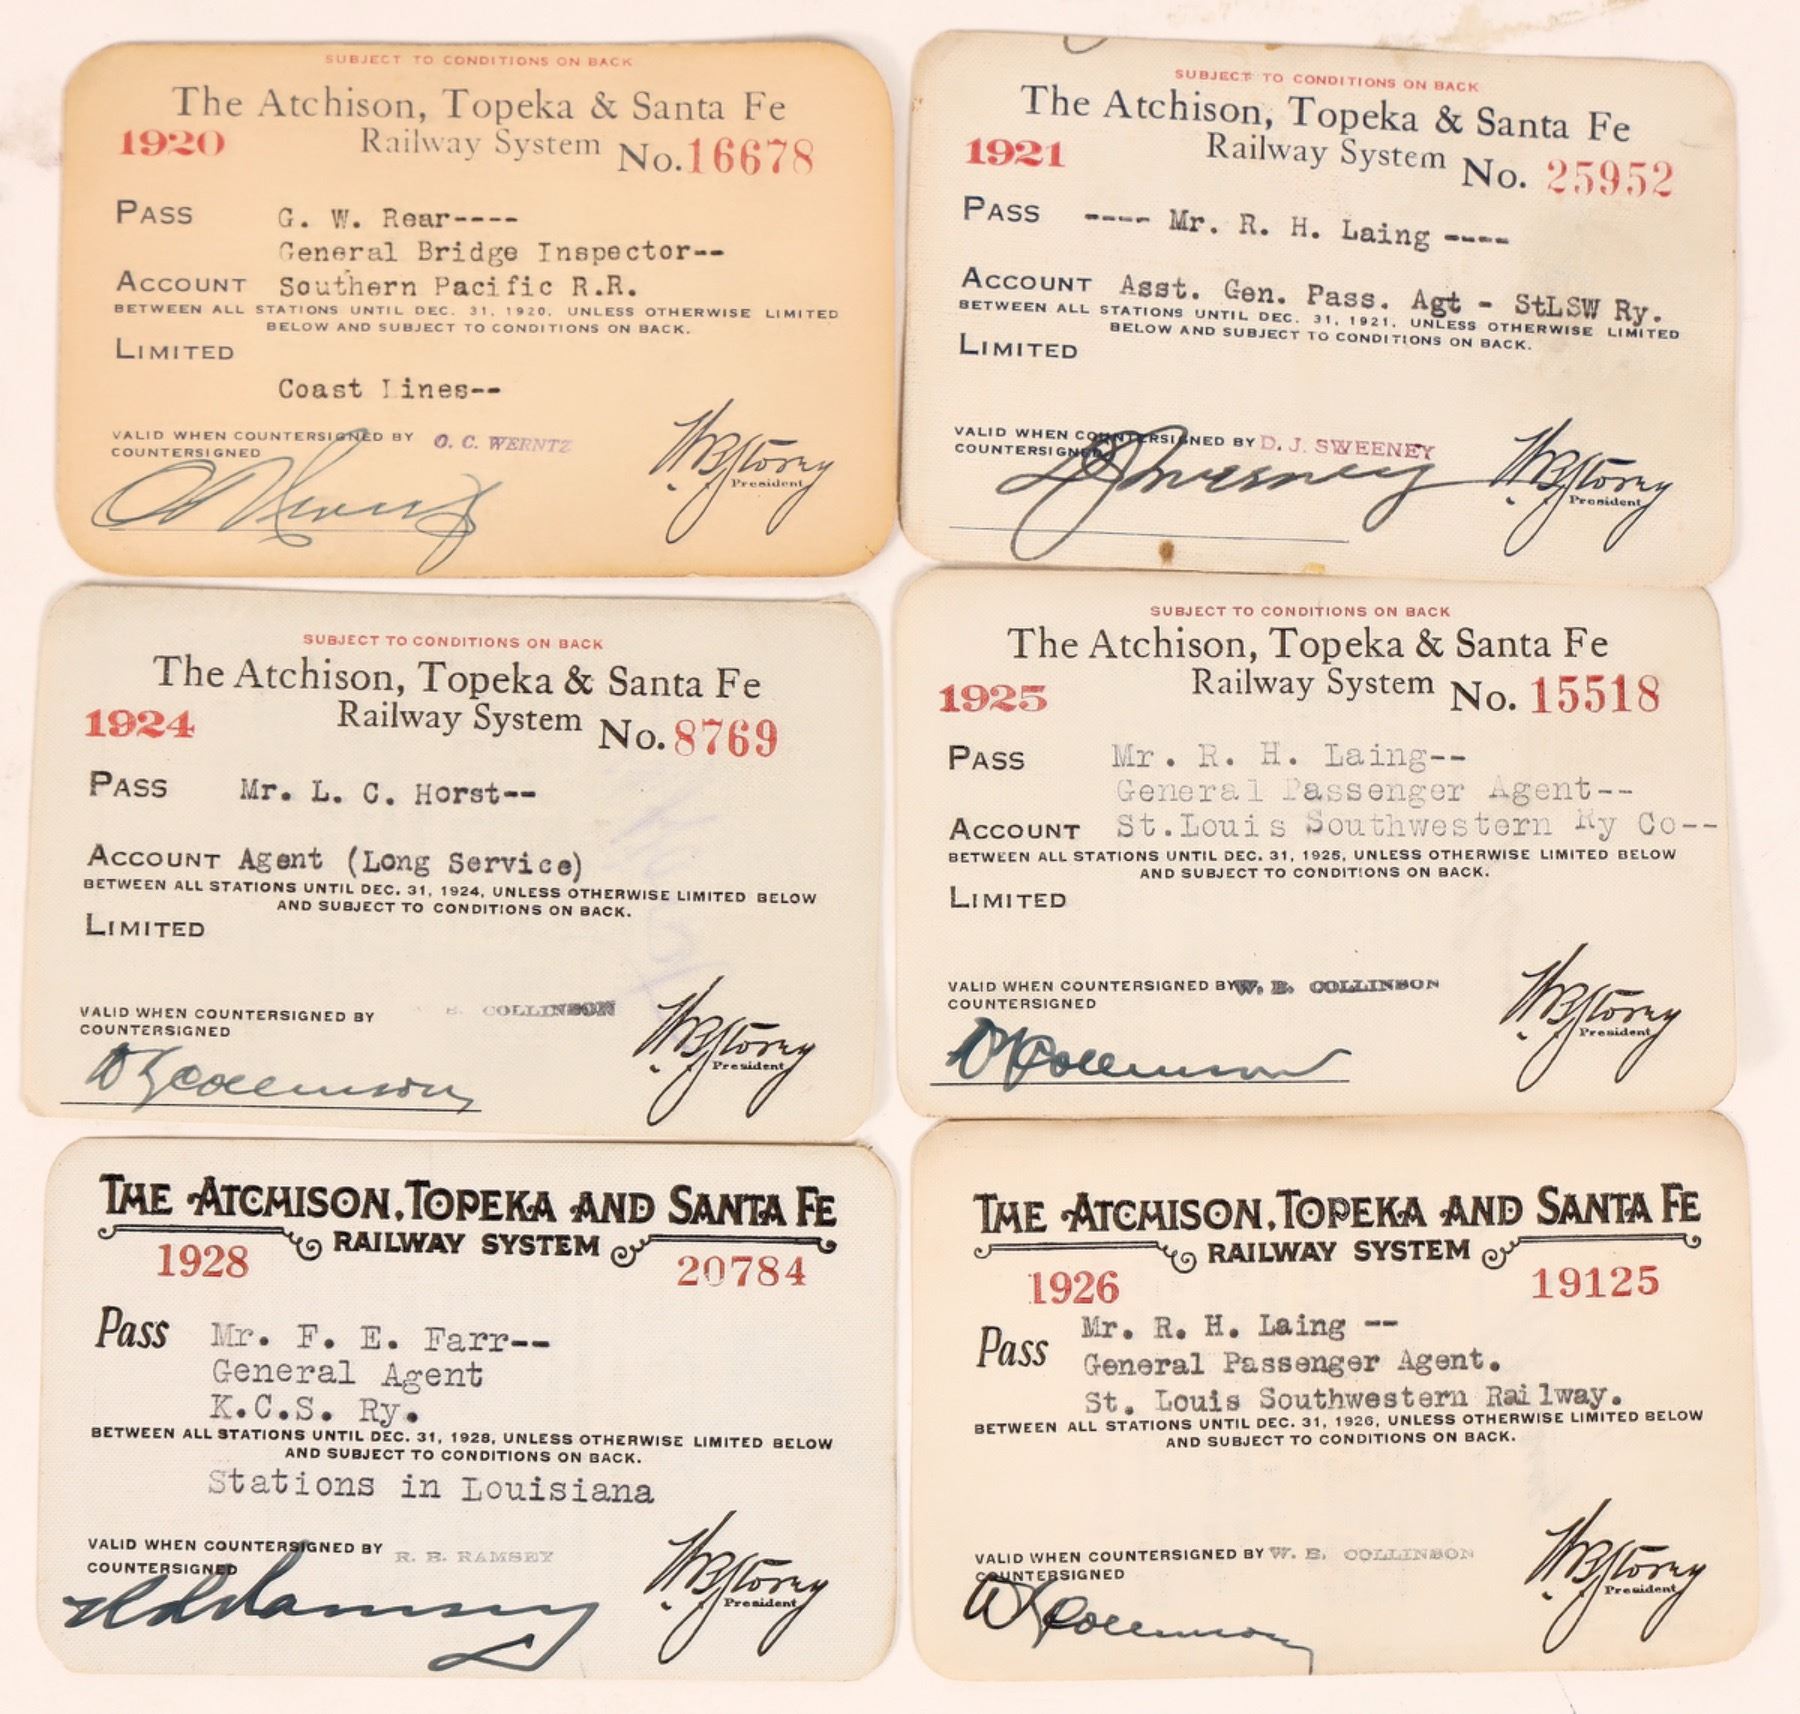 SUBJECT TO CONDITIONS ON BACK
The Atchison, Topeka & Santa Fe
1920 Railway System No. 16678
PASS G. W. Rear----
General Bridge Inspector--
ACCOUNT Southern Pacific R.R.
BETWEEN ALL STATIONS UNTIL DEC. 31, 1920, UNLESS OTHERWISE LIMITED
BELOW AND SUBJECT TO CONDITIONS ON BACK.
LIMITED
Coast Lines--
VALID WHEN COUNTERSIGNED BY O. C. WERNTZ
COUNTERSIGNED
W B Storey
President
SUBJECT TO CONDITIONS ON BACK
The Atchison, Topeka & Santa Fe
1921 Railway System No. 25952
PASS ---- Mr. R. H. Laing ----
ACCOUNT Asst. Gen. Pass. Agt - StLSW Ry.
BETWEEN ALL STATIONS UNTIL DEC. 31, 1921, UNLESS OTHERWISE LIMITED
BELOW AND SUBJECT TO CONDITIONS ON BACK.
LIMITED
VALID WHEN COUNTERSIGNED BY D. J. SWEENEY
COUNTERSIGNED
D J Sweeney
W B Storey
President
SUBJECT TO CONDITIONS ON BACK
The Atchison, Topeka & Santa Fe
1924 Railway System No. 8769
PASS Mr. L. C. Horst--
ACCOUNT Agent (Long Service)
BETWEEN ALL STATIONS UNTIL DEC. 31, 1924, UNLESS OTHERWISE LIMITED BELOW
AND SUBJECT TO CONDITIONS ON BACK.
LIMITED
VALID WHEN COUNTERSIGNED BY E. COLLINSON
COUNTERSIGNED
W E Collinson
W B Storey
President
SUBJECT TO CONDITIONS ON BACK
The Atchison, Topeka & Santa Fe
1925 Railway System No. 15518
PASS Mr. R. H. Laing--
General Passenger Agent--
ACCOUNT St.Louis Southwestern Ry Co--
BETWEEN ALL STATIONS UNTIL DEC. 31, 1925, UNLESS OTHERWISE LIMITED BELOW
AND SUBJECT TO CONDITIONS ON BACK.
LIMITED
VALID WHEN COUNTERSIGNED BY W. E. COLLINSON
COUNTERSIGNED
W E Collinson
W B Storey
President
THE ATCHISON, TOPEKA AND SANTA FE
RAILWAY SYSTEM
1928 20784
Pass Mr. F. E. Farr--
General Agent
K.C.S. Ry.
BETWEEN ALL STATIONS UNTIL DEC. 31, 1928, UNLESS OTHERWISE LIMITED BELOW
AND SUBJECT TO CONDITIONS ON BACK.
Stations in Louisiana
VALID WHEN COUNTERSIGNED BY R. E. RAMSEY
COUNTERSIGNED
W B Storey
President
THE ATCHISON, TOPEKA AND SANTA FE
RAILWAY SYSTEM
1926 19125
Pass Mr. R. H. Laing --
General Passenger Agent.
St. Louis Southwestern Railway.
BETWEEN ALL STATIONS UNTIL DEC. 31, 1926, UNLESS OTHERWISE LIMITED BELOW
AND SUBJECT TO CONDITIONS ON BACK.
VALID WHEN COUNTERSIGNED BY W. E. COLLINSON
COUNTERSIGNED
W E Collinson
W B Storey
President